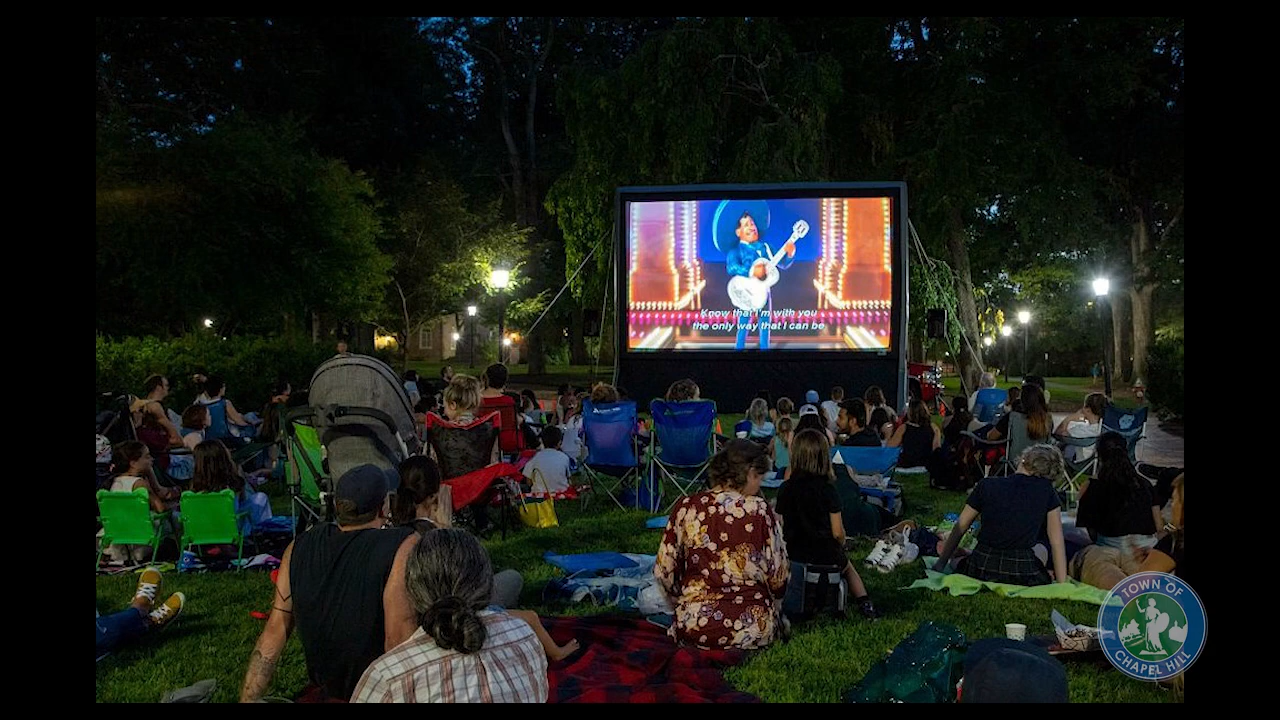 Know that I'm with you
the only way that I can be
TOWN OF
CHAPEL HILL